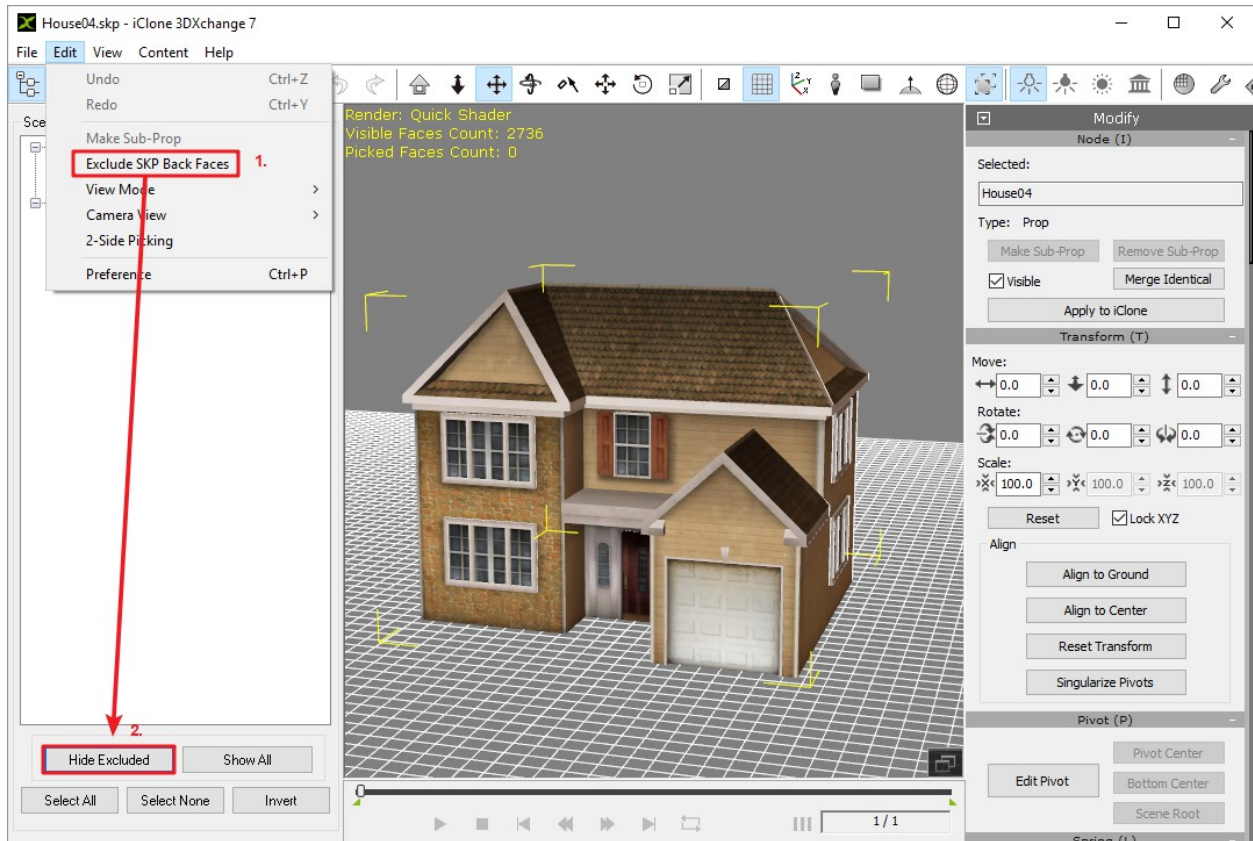 House04.skp - iClone 3DXchange 7
File Edit View Content Help
Undo Ctrl+Z
Redo Ctrl+Y
Make Sub-Prop
Exclude SKP Back Faces 1.
View Mode
Camera View
2-Side Picking
Preference Ctrl+P
Sce
2.
Hide Excluded Show All
Select All Select None Invert
Render: Quick Shader
Visible Faces Count: 2736
Picked Faces Count: 0
1/1
Modify
Node (I)
Selected:
House04
Type: Prop
Make Sub-Prop Remove Sub-Prop
Visible Merge Identical
Apply to iClone
Transform (T)
Move:
0.0 0.0 0.0
Rotate:
0.0 0.0 0.0
Scale:
X 100.0 Y 100.0 Z 100.0
Reset Lock XYZ
Align
Align to Ground
Align to Center
Reset Transform
Singularize Pivots
Pivot (P)
Pivot Center
Edit Pivot Bottom Center
Scene Root
Spring (L)